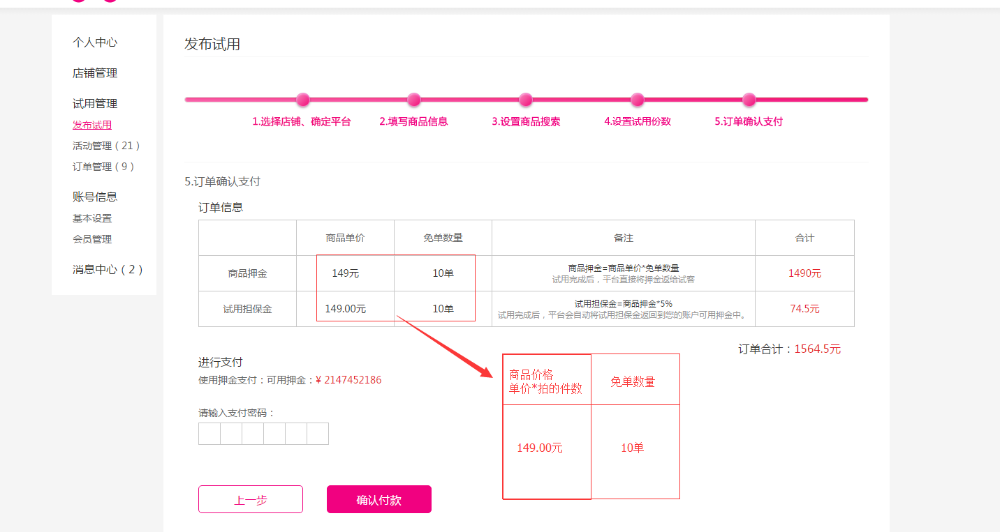 个人中心
店铺管理
试用管理
发布试用
活动管理（21）
订单管理（9）
账号信息
基本设置
会员管理
消息中心（2）
发布试用
1.选择店铺、确定平台
2.填写商品信息
3.设置商品搜索
4.设置试用份数
5.订单确认支付
5.订单确认支付
订单信息
商品单价 免单数量 备注 合计
商品押金 149元 10单 商品押金=商品单价*免单数量 1490元
试用完成后，平台直接将押金返给试客
试用担保金 149.00元 10单 试用担保金=商品押金*5% 74.5元
试用完成后，平台会自动将试用担保金返回到您的账户可用押金中。
订单合计：1564.5元
进行支付
使用押金支付：可用押金：¥ 2147452186
请输入支付密码：
上一步
确认付款
商品价格
单价*拍的件数
免单数量
149.00元
10单